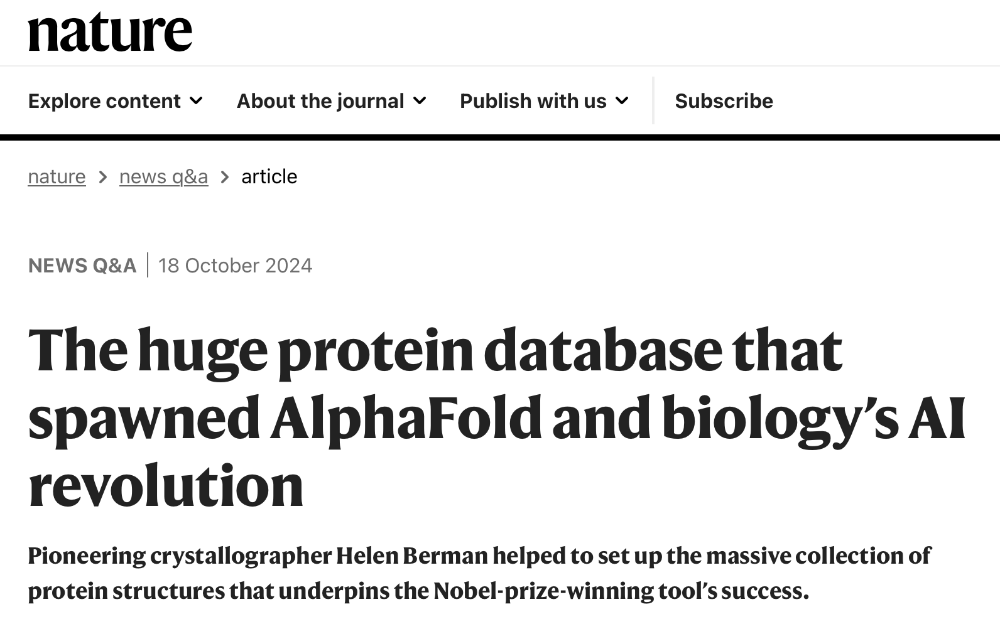 nature
Explore content About the journal Publish with us Subscribe
nature > news q&a > article
NEWS Q&A | 18 October 2024
The huge protein database that
spawned AlphaFold and biology’s AI
revolution
Pioneering crystallographer Helen Berman helped to set up the massive collection of
protein structures that underpins the Nobel-prize-winning tool’s success.